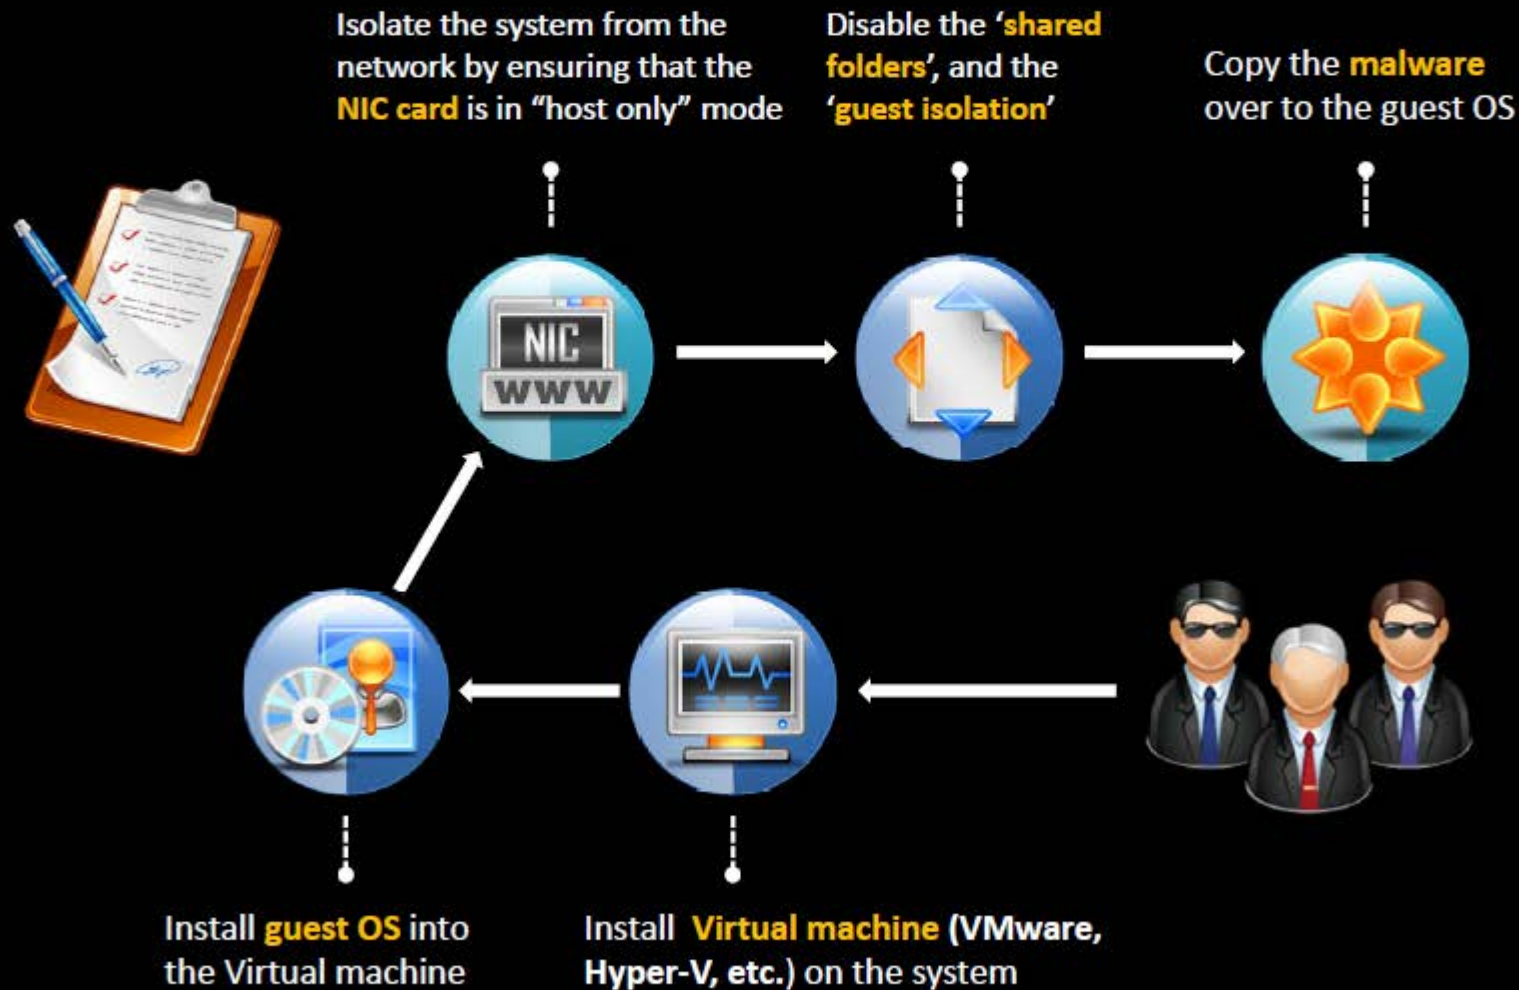 Isolate the system from the
network by ensuring that the
NIC card is in “host only” mode
Disable the ‘shared
folders’, and the
‘guest isolation’
Copy the malware
over to the guest OS
NIC
WWW
Install guest OS into
the Virtual machine
Install Virtual machine (VMware,
Hyper-V, etc.) on the system